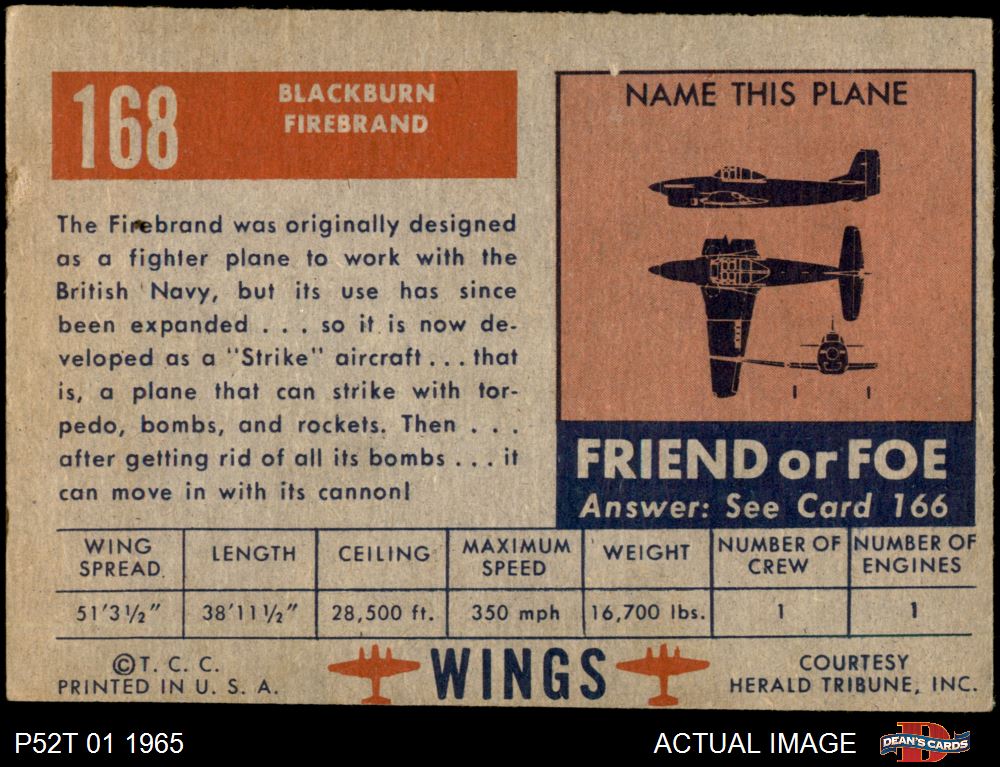 168
BLACKBURN
FIREBRAND
The Firebrand was originally designed
as a fighter plane to work with the
British Navy, but its use has since
been expanded . . . so it is now de-
veloped as a "Strike" aircraft . . . that
is, a plane that can strike with tor-
pedo, bombs, and rockets. Then . . .
after getting rid of all its bombs . . . it
can move in with its cannon!
NAME THIS PLANE
FRIEND or FOE
Answer: See Card 166
WING SPREAD
LENGTH
CEILING
MAXIMUM SPEED
WEIGHT
NUMBER OF CREW
NUMBER OF ENGINES
51'3½"
38'11½"
28,500 ft.
350 mph
16,700 lbs.
1
1
©T. C. C.
PRINTED IN U. S. A.
WINGS
COURTESY
HERALD TRIBUNE, INC.
P52T 01 1965
ACTUAL IMAGE
D
DEAN'S CARDS